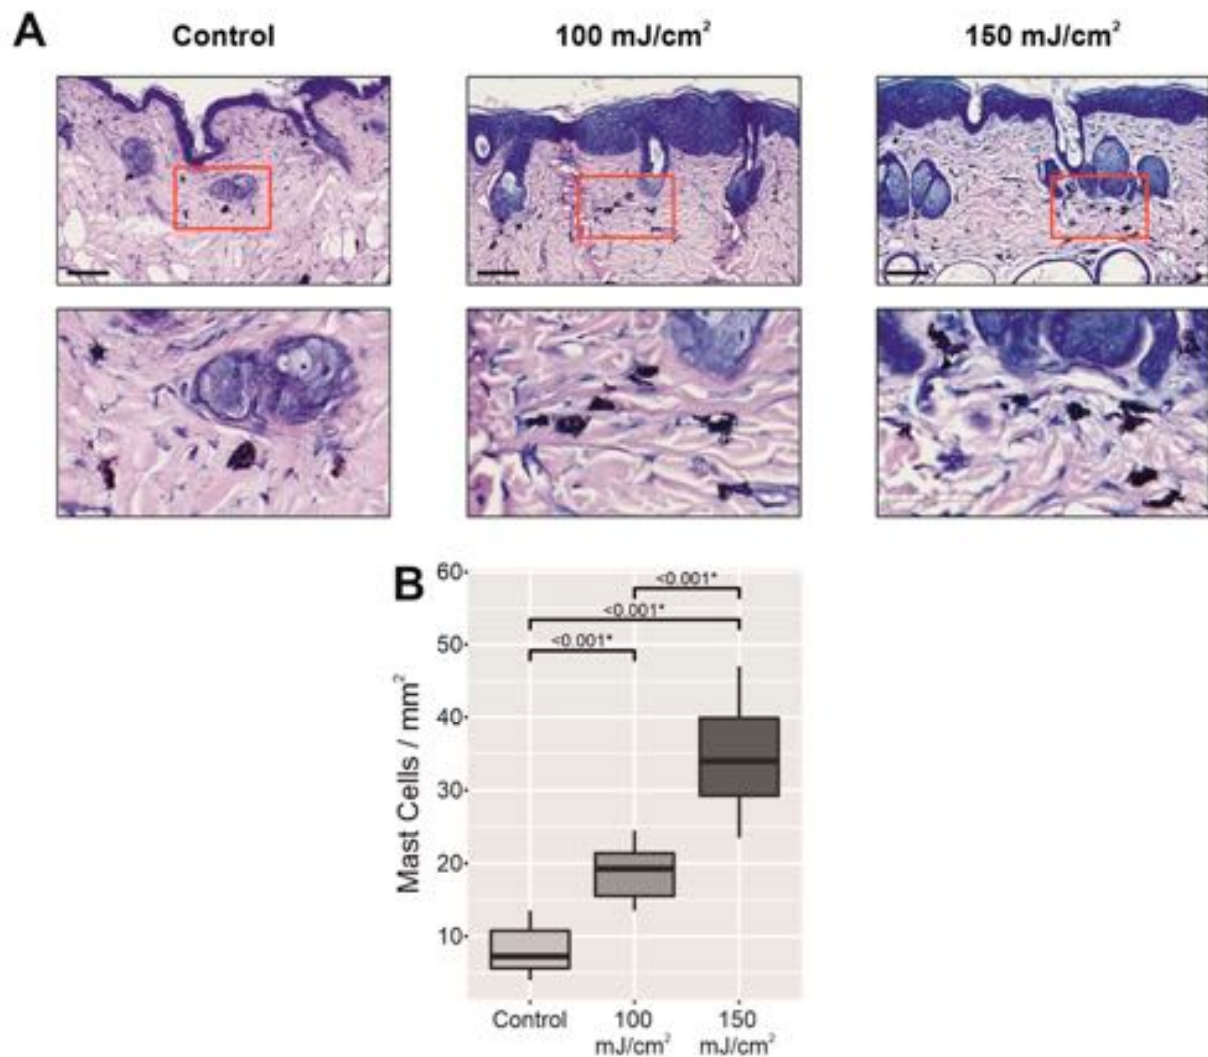 A
Control
100 mJ/cm²
150 mJ/cm²
B
Mast Cells / mm²
60
50
40
30
20
10
<0.001*
<0.001*
<0.001*
Control
100
mJ/cm²
150
mJ/cm²